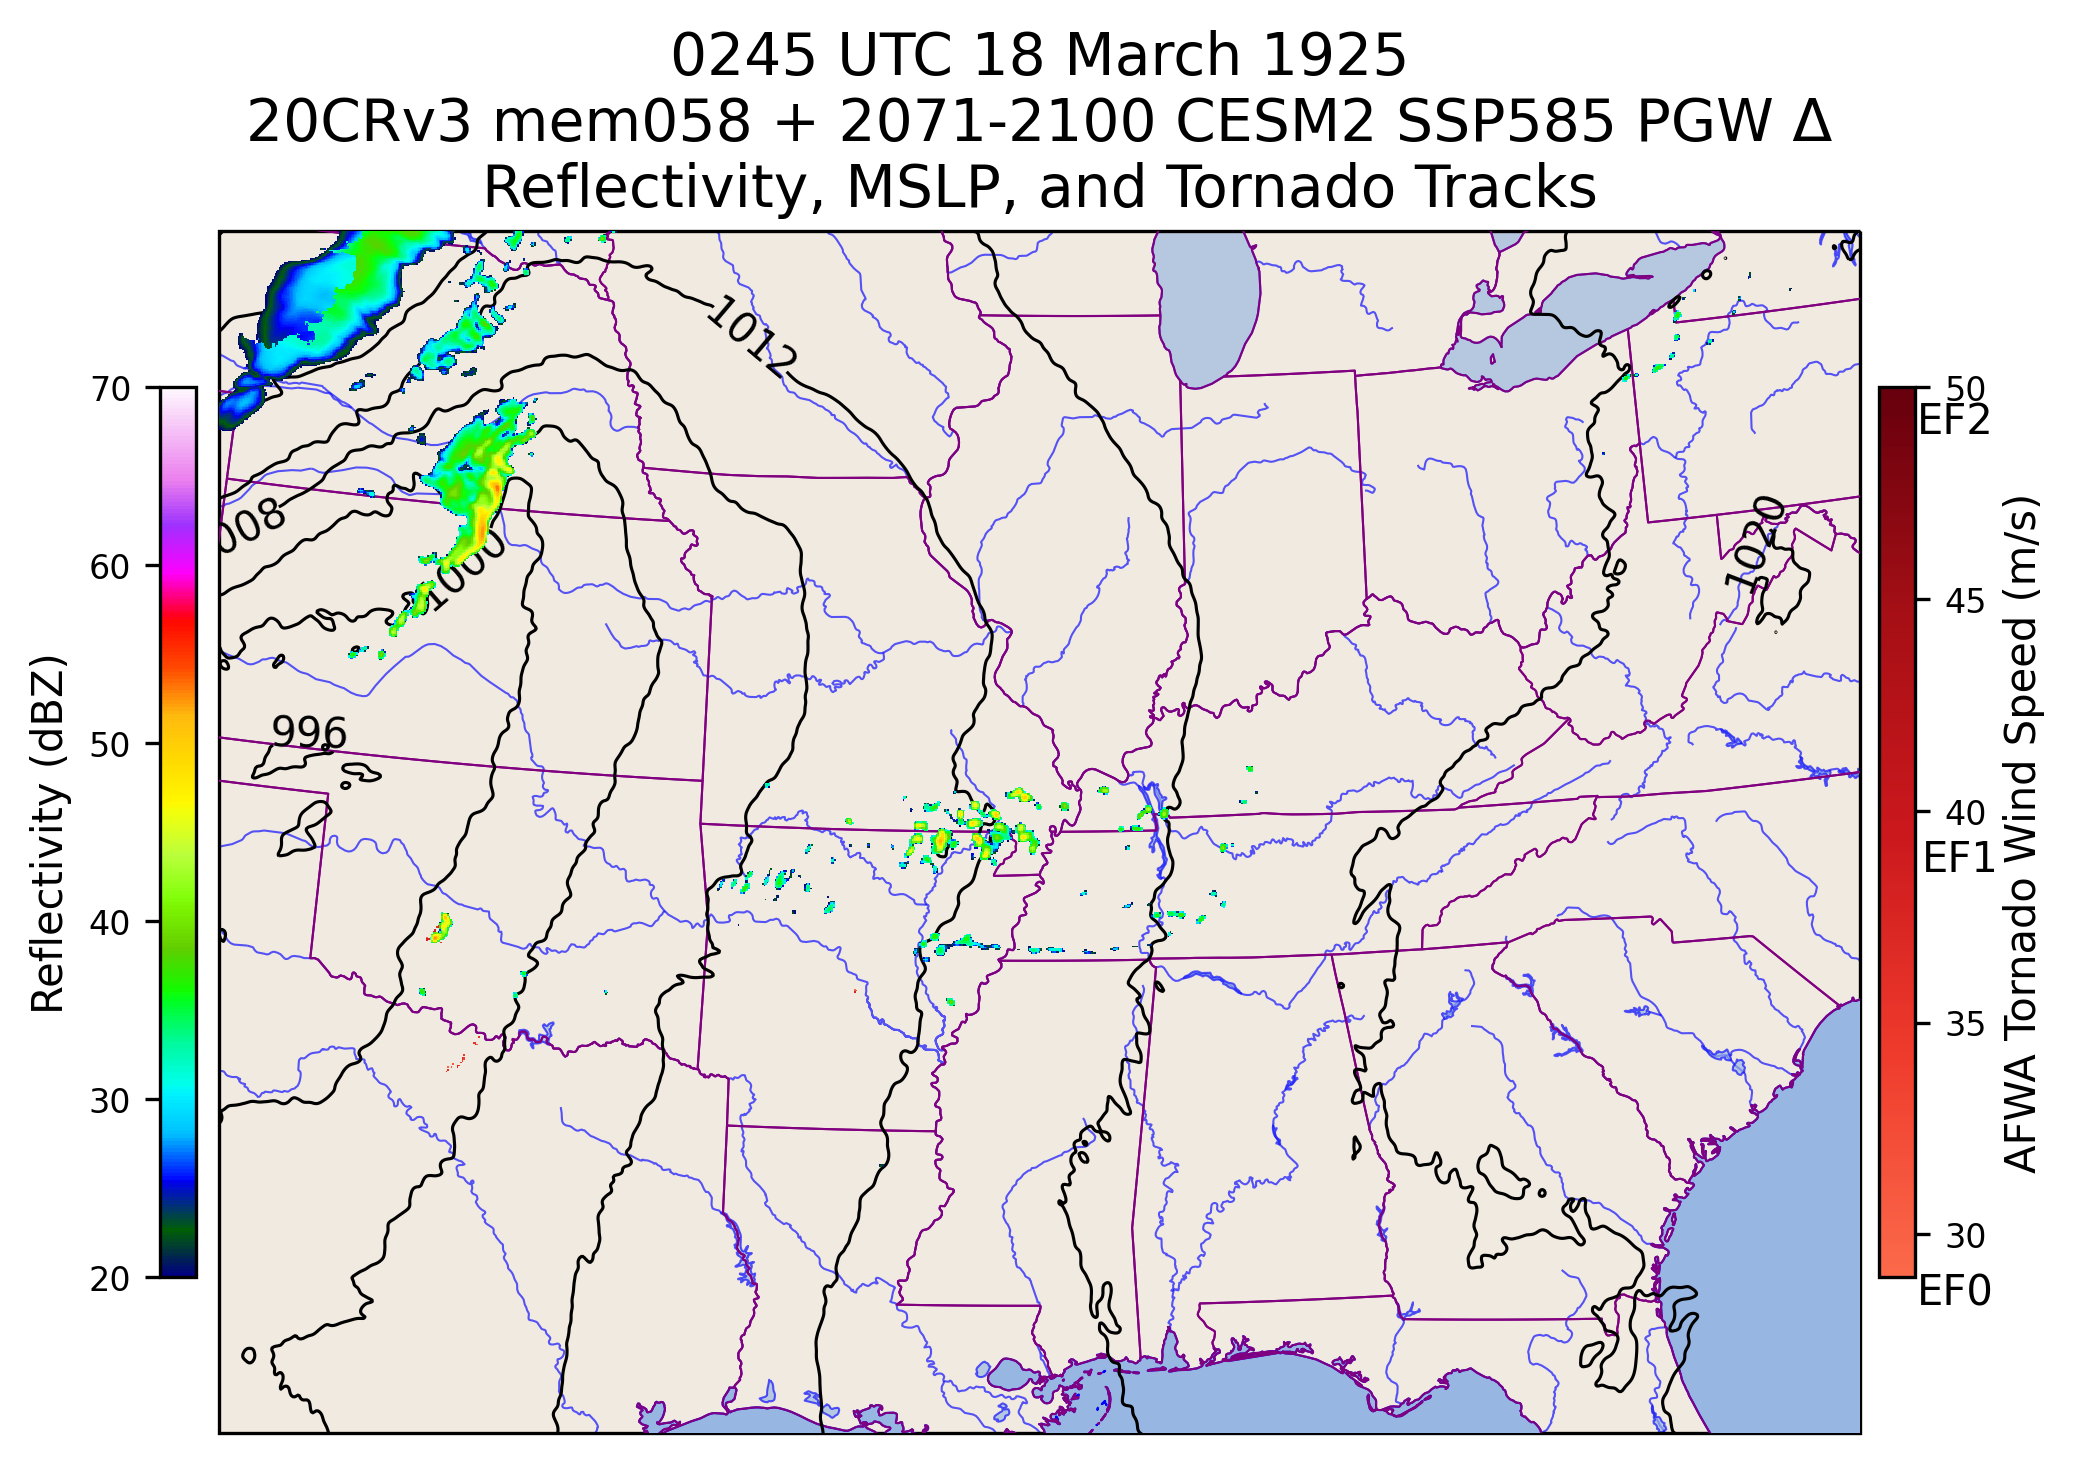 0245 UTC 18 March 1925
20CRv3 mem058 + 2071-2100 CESM2 SSP585 PGW Δ
Reflectivity, MSLP, and Tornado Tracks
1012
008
1000
996
1020
70
60
50
40
30
20
Reflectivity (dBZ)
50
EF2
45
40
EF1
35
30
EF0
AFWA Tornado Wind Speed (m/s)